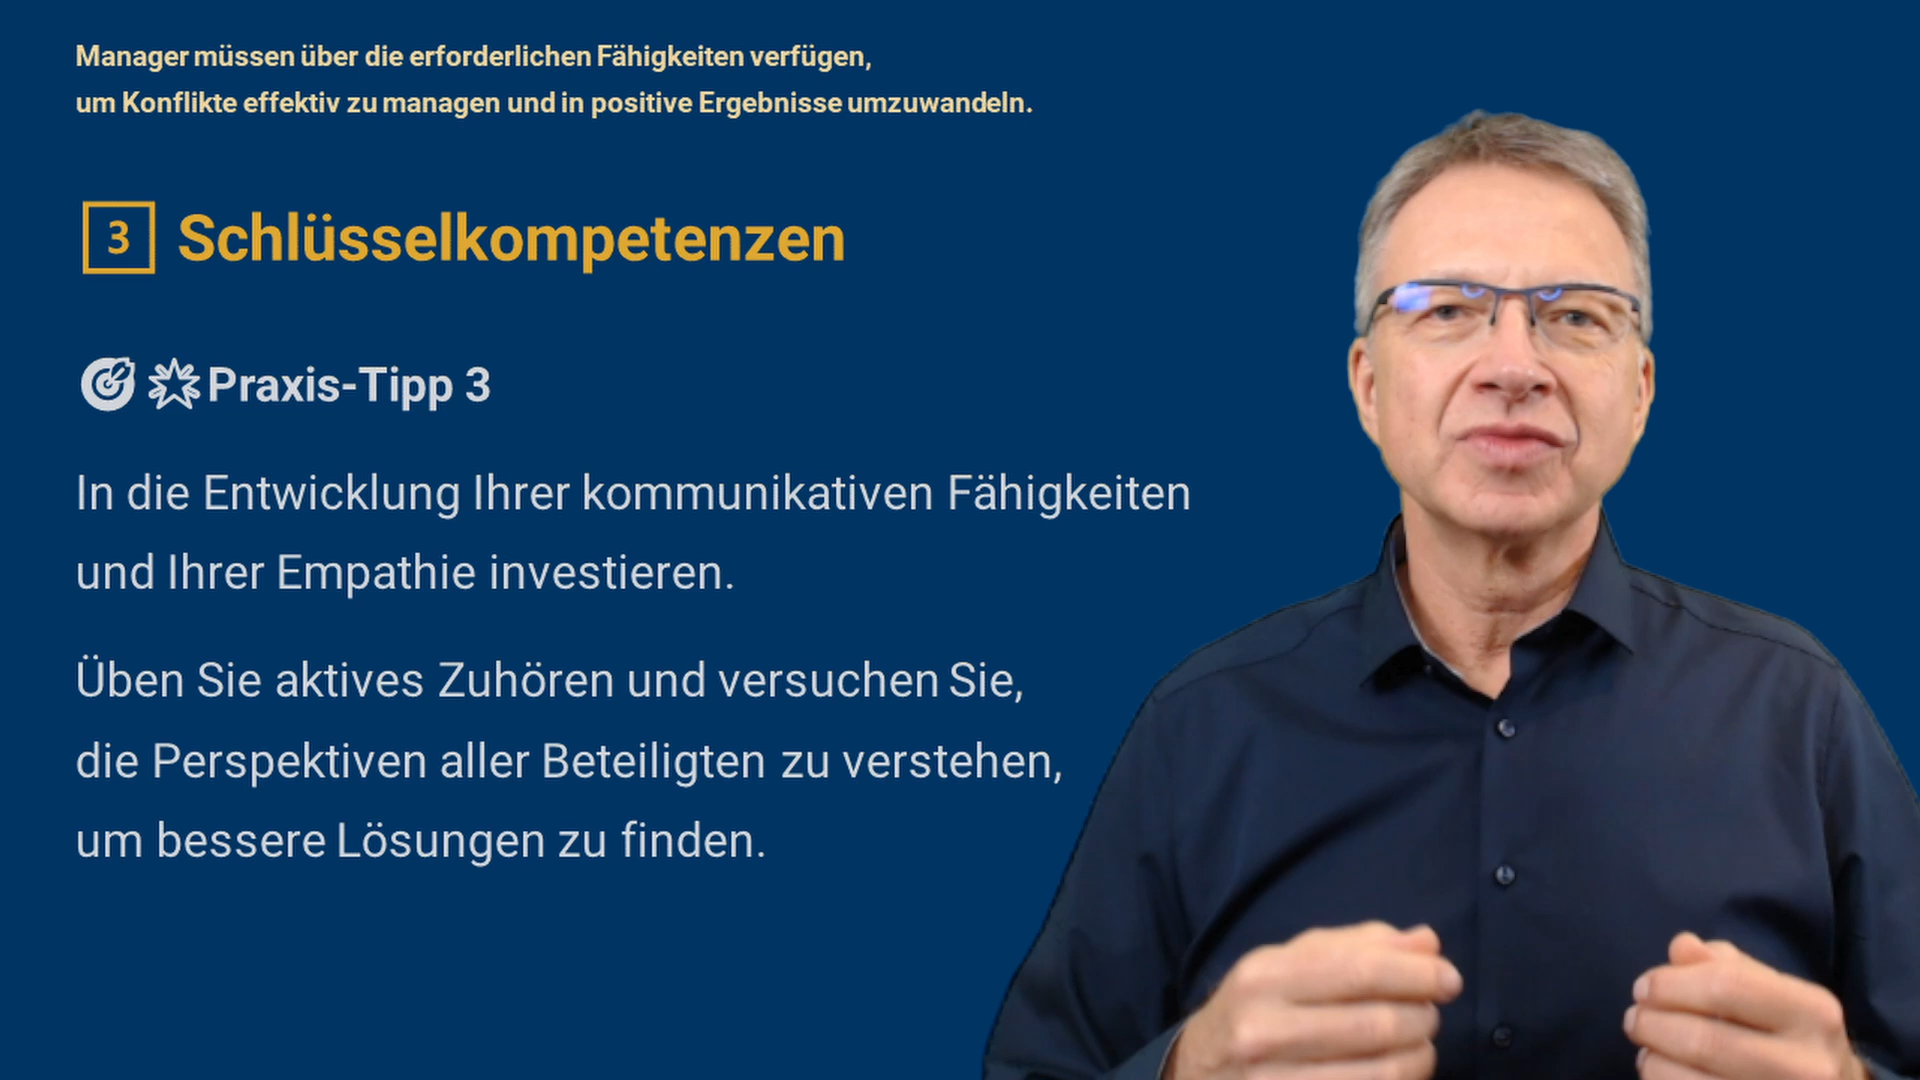 Manager müssen über die erforderlichen Fähigkeiten verfügen,
um Konflikte effektiv zu managen und in positive Ergebnisse umzuwandeln.
3 Schlüsselkompetenzen
Praxis-Tipp 3
In die Entwicklung Ihrer kommunikativen Fähigkeiten
und Ihrer Empathie investieren.
Üben Sie aktives Zuhören und versuchen Sie,
die Perspektiven aller Beteiligten zu verstehen,
um bessere Lösungen zu finden.